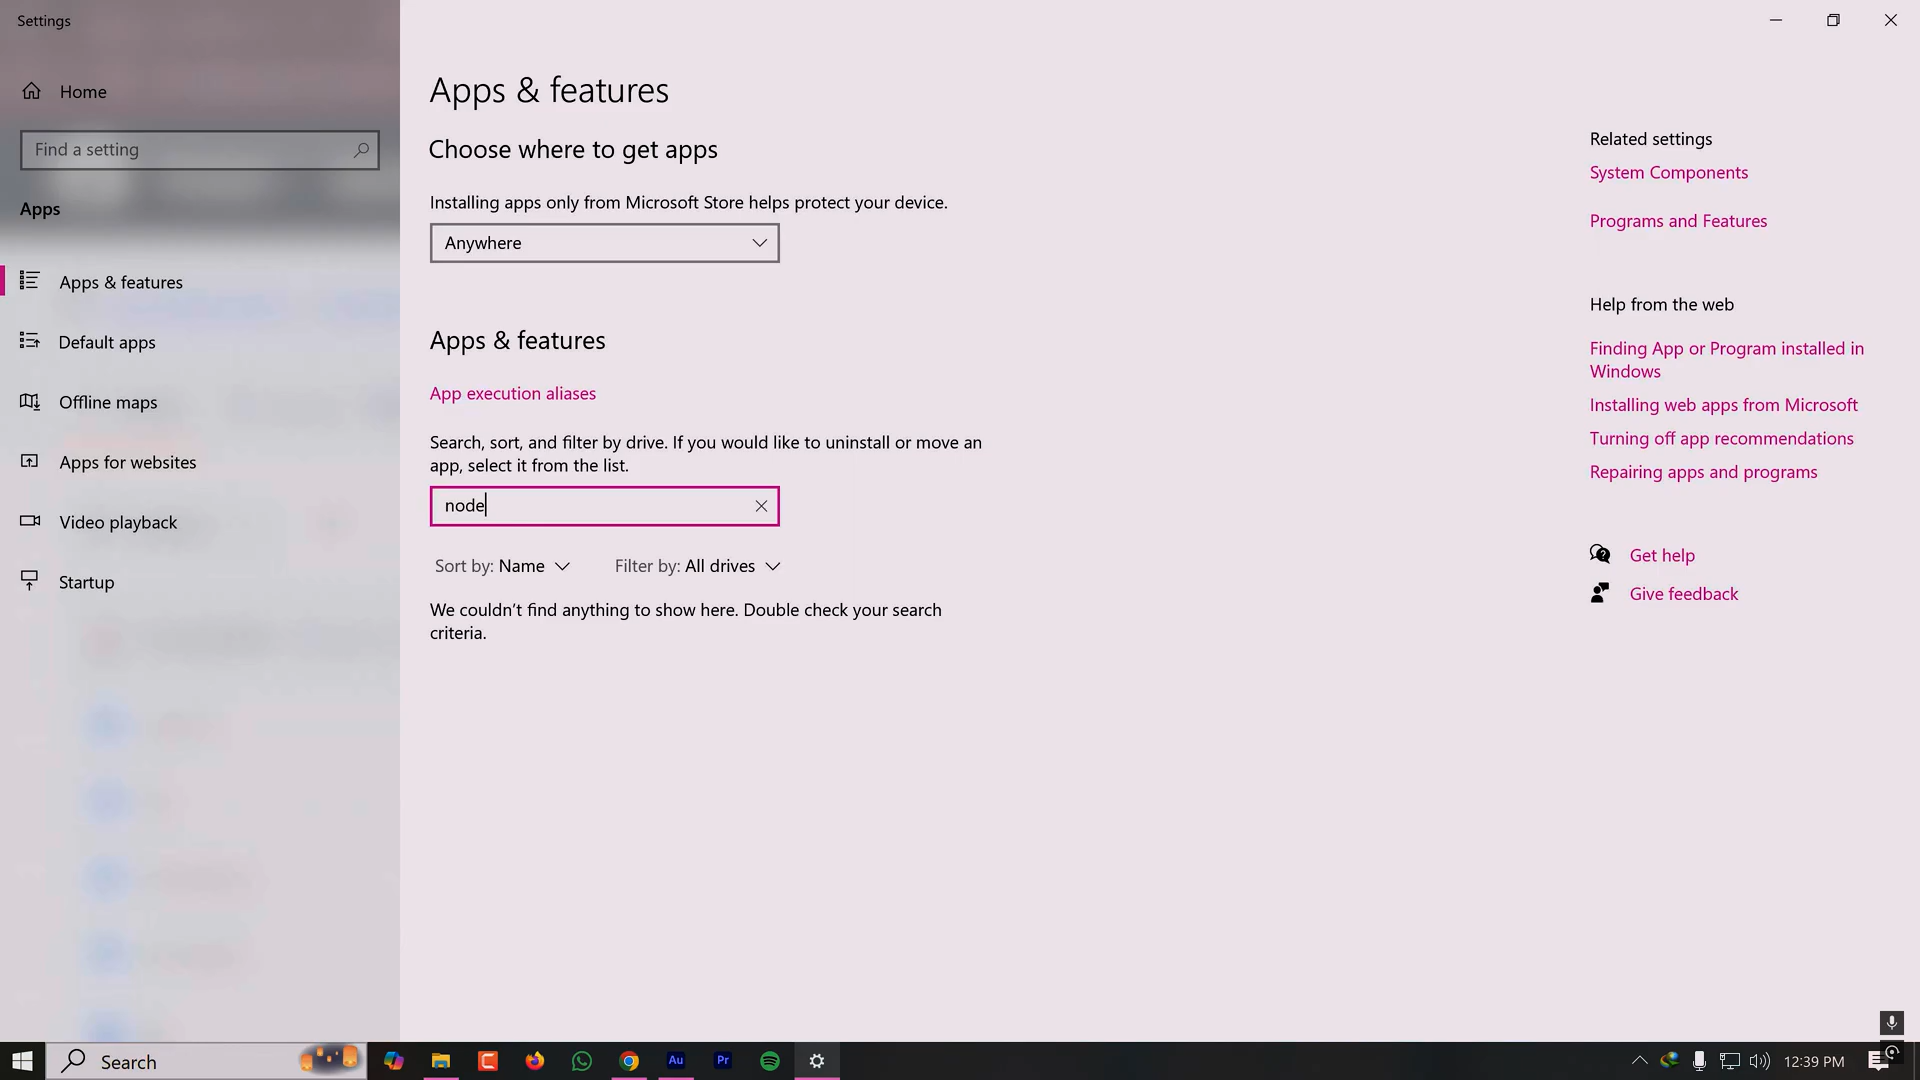 Settings
Home
Find a setting
Apps
Apps & features
Default apps
Offline maps
Apps for websites
Video playback
Startup
Apps & features
Choose where to get apps
Installing apps only from Microsoft Store helps protect your device.
Anywhere
Apps & features
App execution aliases
Search, sort, and filter by drive. If you would like to uninstall or move an
app, select it from the list.
node
Sort by: Name
Filter by: All drives
We couldn't find anything to show here. Double check your search
criteria.
Related settings
System Components
Programs and Features
Help from the web
Finding App or Program installed in
Windows
Installing web apps from Microsoft
Turning off app recommendations
Repairing apps and programs
Get help
Give feedback
Search
Au
Pr
12:39 PM